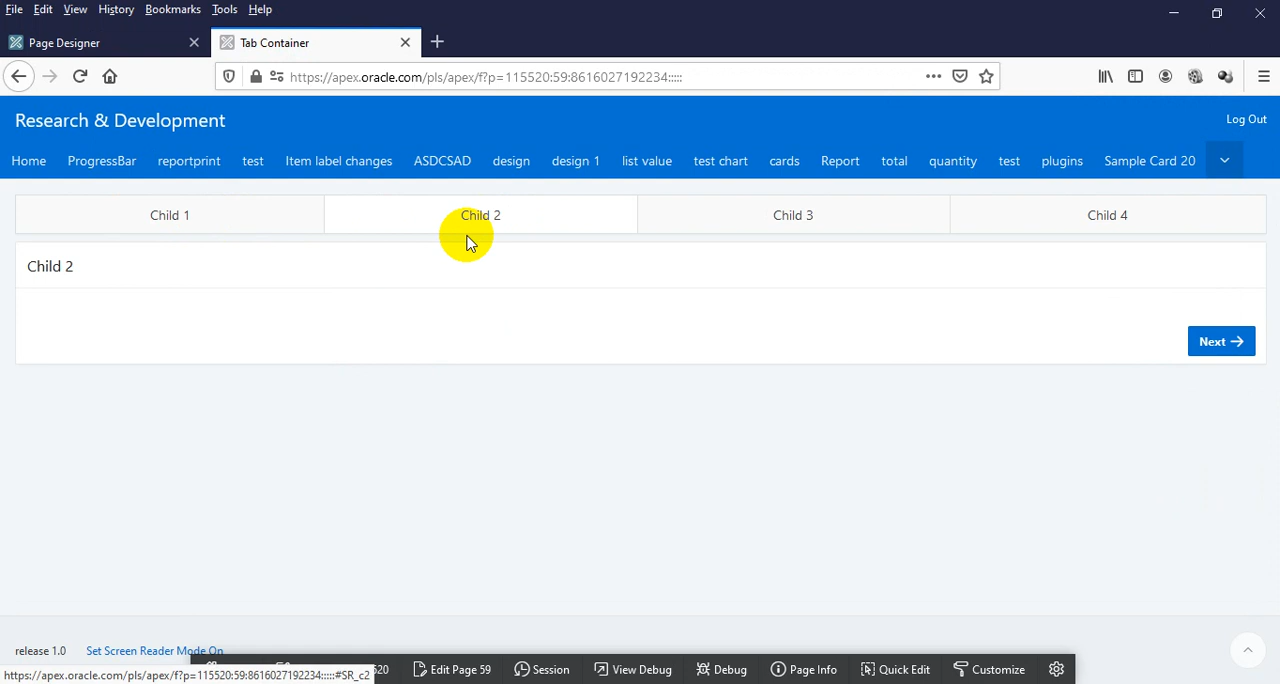 File Edit View History Bookmarks Tools Help
Page Designer
Tab Container
https://apex.oracle.com/pls/apex/f?p=115520:59:8616027192234:::::
Research & Development
Log Out
Home ProgressBar reportprint test Item label changes ASDCSAD design design 1 list value test chart cards Report total quantity test plugins Sample Card 20
Child 1 Child 2 Child 3 Child 4
Child 2
Next
release 1.0 Set Screen Reader Mode On
20 Edit Page 59 Session View Debug Debug Page Info Quick Edit Customize
https://apex.oracle.com/pls/apex/f?p=115520:59:8616027192234:::::#SR_c2